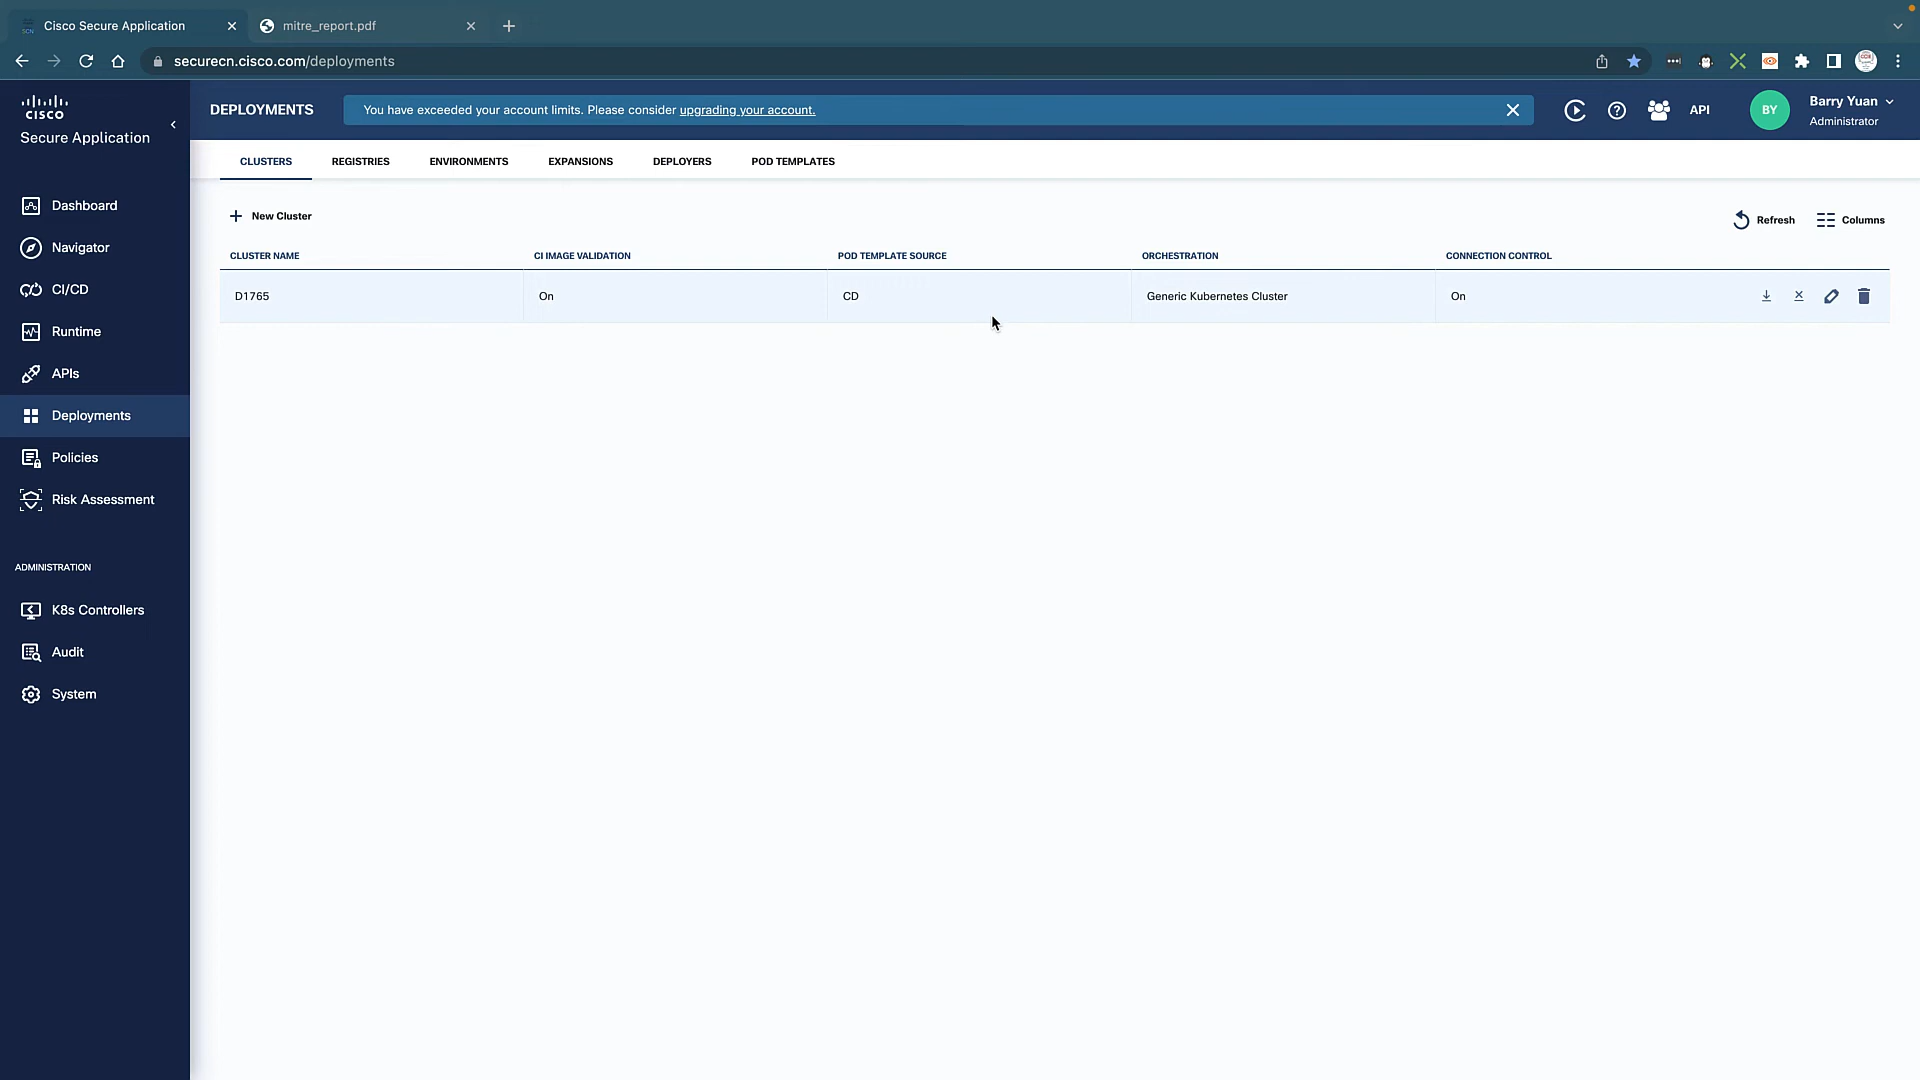 Cisco Secure Application
mitre_report.pdf
securecn.cisco.com/deployments
CISCO
Secure Application
DEPLOYMENTS
You have exceeded your account limits. Please consider upgrading your account.
API
BY
Barry Yuan
Administrator
CLUSTERS REGISTRIES ENVIRONMENTS EXPANSIONS DEPLOYERS POD TEMPLATES
Dashboard
Navigator
CI/CD
Runtime
APIs
Deployments
Policies
Risk Assessment
ADMINISTRATION
K8s Controllers
Audit
System
New Cluster
Refresh
Columns
CLUSTER NAME CI IMAGE VALIDATION POD TEMPLATE SOURCE ORCHESTRATION CONNECTION CONTROL
D1765 On CD Generic Kubernetes Cluster On